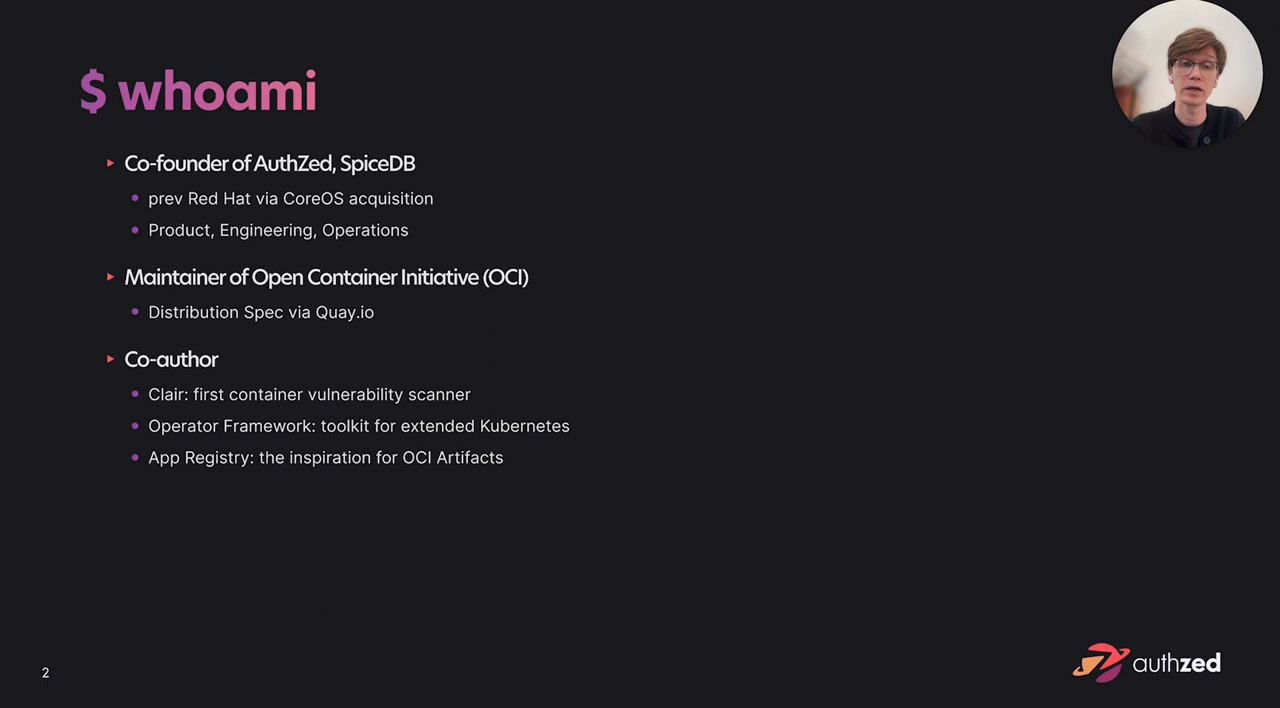 $ whoami
Co-founder of AuthZed, SpiceDB
prev Red Hat via CoreOS acquisition
Product, Engineering, Operations
Maintainer of Open Container Initiative (OCI)
Distribution Spec via Quay.io
Co-author
Clair: first container vulnerability scanner
Operator Framework: toolkit for extended Kubernetes
App Registry: the inspiration for OCI Artifacts
2
authzed